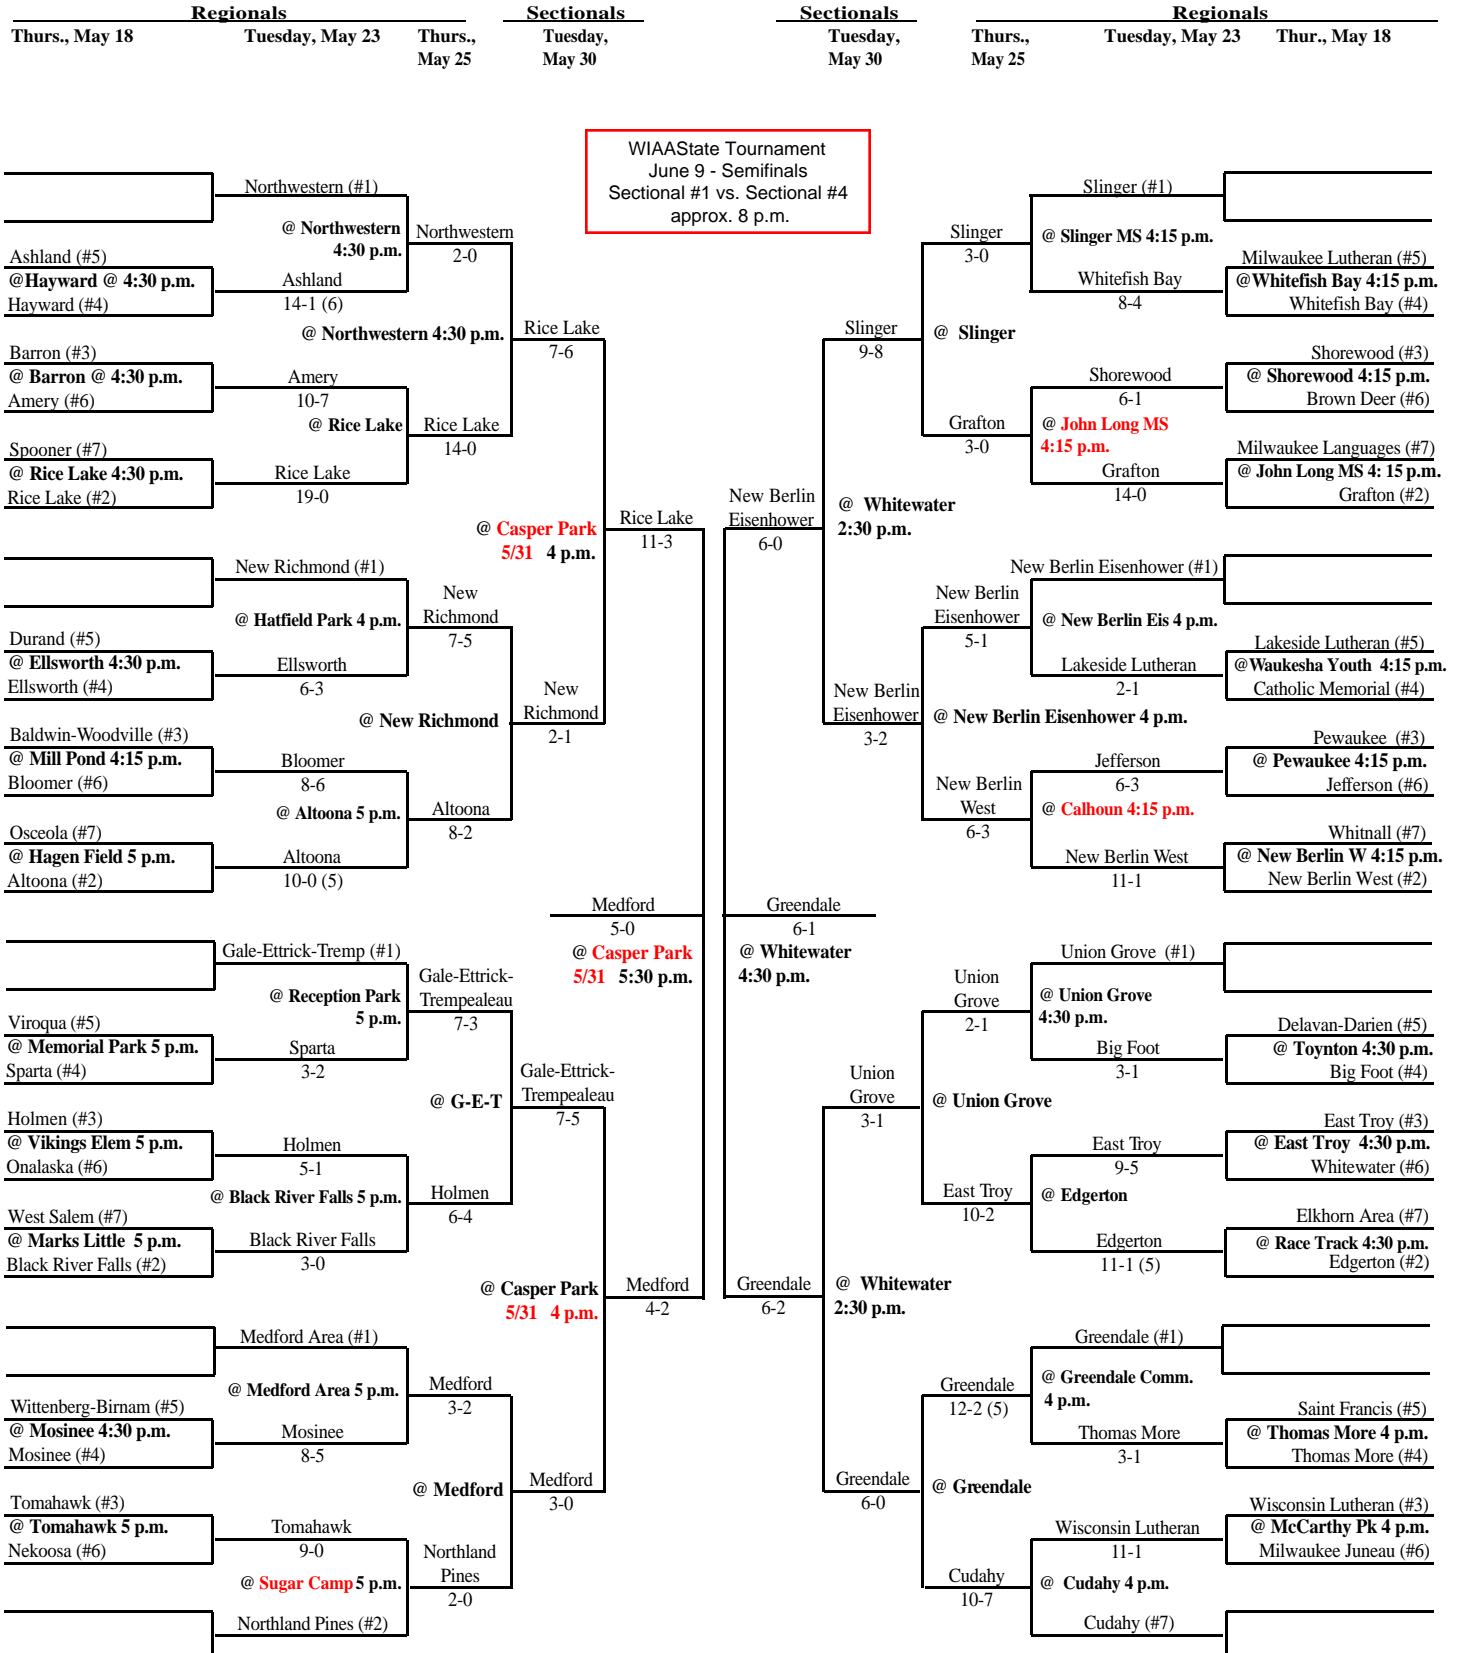 Regionals
Sectionals
Sectionals
Regionals
Thurs., May 18
Tuesday, May 23
Thurs.,
May 25
Tuesday,
May 30
Tuesday,
May 30
Thurs.,
May 25
Tuesday, May 23
Thur., May 18
WIAAState Tournament
June 9 - Semifinals
Sectional #1 vs. Sectional #4
approx. 8 p.m.
Northwestern (#1)
@ Northwestern
4:30 p.m.
Northwestern
2-0
Ashland (#5)
@Hayward @ 4:30 p.m.
Hayward (#4)
Ashland
14-1 (6)
@ Northwestern 4:30 p.m.
Rice Lake
7-6
Barron (#3)
@ Barron @ 4:30 p.m.
Amery (#6)
Amery
10-7
@ Rice Lake
Rice Lake
14-0
Spooner (#7)
@ Rice Lake 4:30 p.m.
Rice Lake (#2)
Rice Lake
19-0
@ Casper Park
5/31 4 p.m.
Rice Lake
11-3
New Richmond (#1)
@ Hatfield Park 4 p.m.
New
Richmond
7-5
Durand (#5)
@ Ellsworth 4:30 p.m.
Ellsworth (#4)
Ellsworth
6-3
@ New Richmond
New
Richmond
2-1
Baldwin-Woodville (#3)
@ Mill Pond 4:15 p.m.
Bloomer (#6)
Bloomer
8-6
@ Altoona 5 p.m.
Altoona
8-2
Osceola (#7)
@ Hagen Field 5 p.m.
Altoona (#2)
Altoona
10-0 (5)
Medford
5-0
@ Casper Park
5/31 5:30 p.m.
Gale-Ettrick-Tremp (#1)
@ Reception Park
5 p.m.
Gale-Ettrick-
Trempealeau
7-3
Viroqua (#5)
@ Memorial Park 5 p.m.
Sparta (#4)
Sparta
3-2
@ G-E-T
Gale-Ettrick-
Trempealeau
7-5
Holmen (#3)
@ Vikings Elem 5 p.m.
Onalaska (#6)
Holmen
5-1
@ Black River Falls 5 p.m.
Holmen
6-4
West Salem (#7)
@ Marks Little 5 p.m.
Black River Falls (#2)
Black River Falls
3-0
@ Casper Park
5/31 4 p.m.
Medford
4-2
Medford Area (#1)
@ Medford Area 5 p.m.
Medford
3-2
Wittenberg-Birnam (#5)
@ Mosinee 4:30 p.m.
Mosinee (#4)
Mosinee
8-5
@ Medford
Medford
3-0
Tomahawk (#3)
@ Tomahawk 5 p.m.
Nekoosa (#6)
Tomahawk
9-0
@ Sugar Camp 5 p.m.
Northland
Pines
2-0
Northland Pines (#2)
Slinger (#1)
Slinger
3-0
@ Slinger MS 4:15 p.m.
Milwaukee Lutheran (#5)
@Whitefish Bay 4:15 p.m.
Whitefish Bay (#4)
Whitefish Bay
8-4
Slinger
9-8
@ Slinger
Shorewood (#3)
@ Shorewood 4:15 p.m.
Brown Deer (#6)
Shorewood
6-1
Grafton
3-0
@ John Long MS
4:15 p.m.
Milwaukee Languages (#7)
@ John Long MS 4: 15 p.m.
Grafton (#2)
Grafton
14-0
New Berlin
Eisenhower
6-0
@ Whitewater
2:30 p.m.
New Berlin Eisenhower (#1)
New Berlin
Eisenhower
5-1
@ New Berlin Eis 4 p.m.
Lakeside Lutheran (#5)
@Waukesha Youth 4:15 p.m.
Catholic Memorial (#4)
Lakeside Lutheran
2-1
New Berlin
Eisenhower
3-2
@ New Berlin Eisenhower 4 p.m.
Pewaukee (#3)
@ Pewaukee 4:15 p.m.
Jefferson (#6)
Jefferson
6-3
New Berlin
West
6-3
@ Calhoun 4:15 p.m.
Whitnall (#7)
@ New Berlin W 4:15 p.m.
New Berlin West (#2)
New Berlin West
11-1
Greendale
6-1
@ Whitewater
4:30 p.m.
Union Grove (#1)
Union
Grove
2-1
@ Union Grove
4:30 p.m.
Delavan-Darien (#5)
@ Toynton 4:30 p.m.
Big Foot (#4)
Big Foot
3-1
Union
Grove
3-1
@ Union Grove
East Troy (#3)
@ East Troy 4:30 p.m.
Whitewater (#6)
East Troy
9-5
East Troy
10-2
@ Edgerton
Elkhorn Area (#7)
@ Race Track 4:30 p.m.
Edgerton (#2)
Edgerton
11-1 (5)
Greendale
6-2
@ Whitewater
2:30 p.m.
Greendale (#1)
Greendale
12-2 (5)
@ Greendale Comm.
4 p.m.
Saint Francis (#5)
@ Thomas More 4 p.m.
Thomas More (#4)
Thomas More
3-1
Greendale
6-0
@ Greendale
Wisconsin Lutheran (#3)
@ McCarthy Pk 4 p.m.
Milwaukee Juneau (#6)
Wisconsin Lutheran
11-1
Cudahy
10-7
@ Cudahy 4 p.m.
Cudahy (#7)